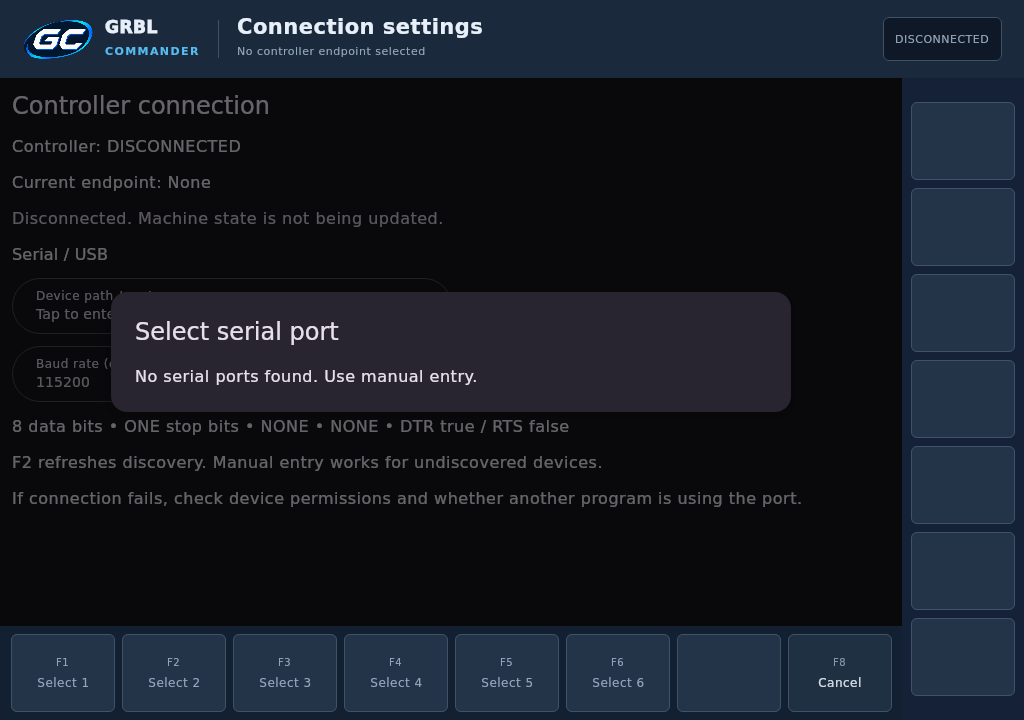 GC
GRBL
COMMANDER
Connection settings
No controller endpoint selected
DISCONNECTED
Controller connection
Controller: DISCONNECTED
Current endpoint: None
Disconnected. Machine state is not being updated.
Serial / USB
Device path
Tap to
Baud rate
115200
Select serial port
No serial ports found. Use manual entry.
8 data bits • ONE stop bits • NONE • NONE • DTR true / RTS false
F2 refreshes discovery. Manual entry works for undiscovered devices.
If connection fails, check device permissions and whether another program is using the port.
F1
Select 1
F2
Select 2
F3
Select 3
F4
Select 4
F5
Select 5
F6
Select 6
F8
Cancel